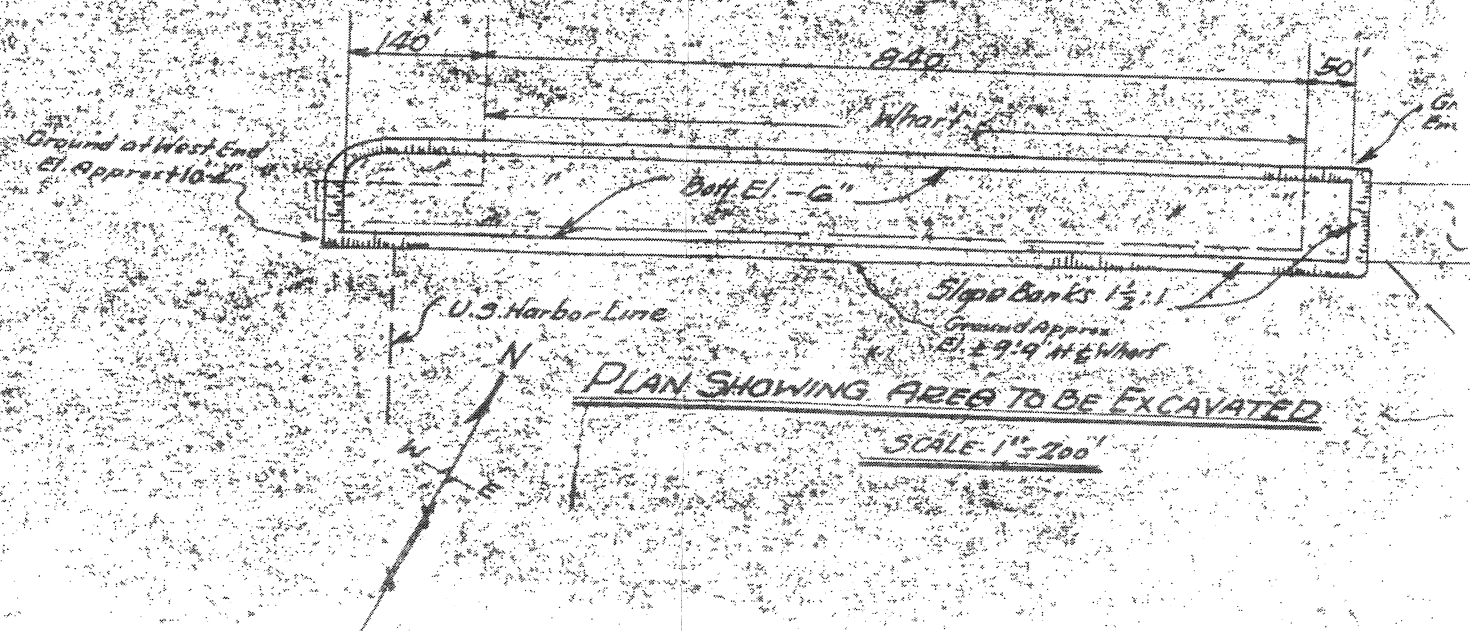 140'
840'
50'
Wharf
Ground at West End
El. Approx +10'
Bott. El. - 6"
Slope Banks 1½:1
Ground Approx
El. ± 9'.9" At ₵ Wharf
U.S. Harbor Line
N
W
E
PLAN SHOWING AREA TO BE EXCAVATED
SCALE - 1"=200'